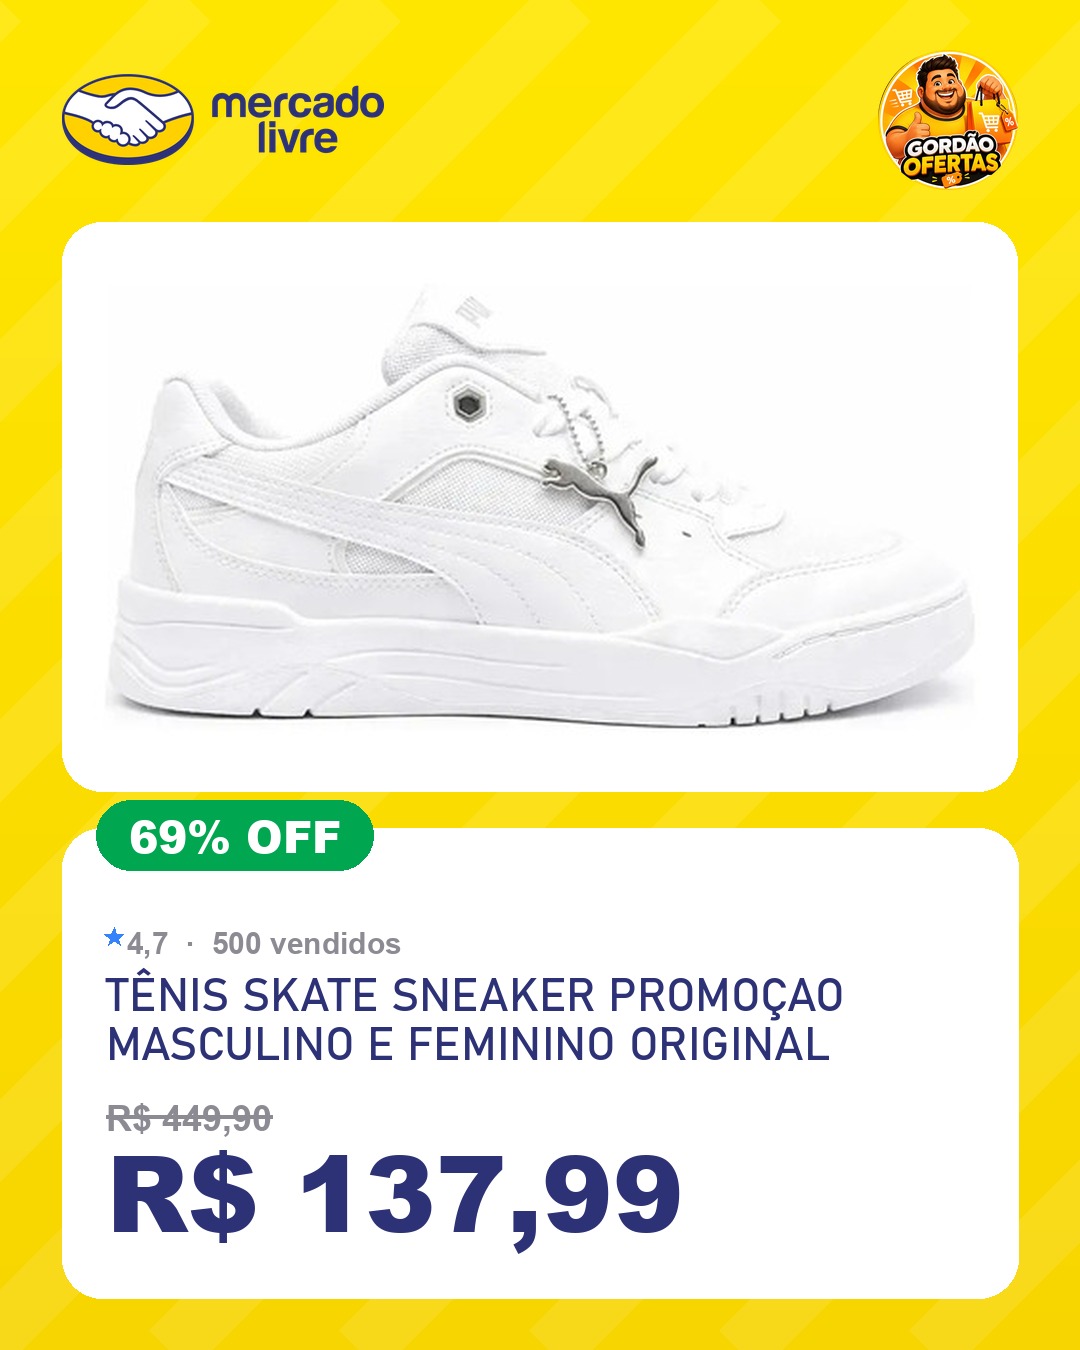 mercado
livre
GORDÃO
OFERTAS
%
%
69% OFF
4,7 · 500 vendidos
TÊNIS SKATE SNEAKER PROMOÇAO
MASCULINO E FEMININO ORIGINAL
R$ 449,90
R$ 137,99